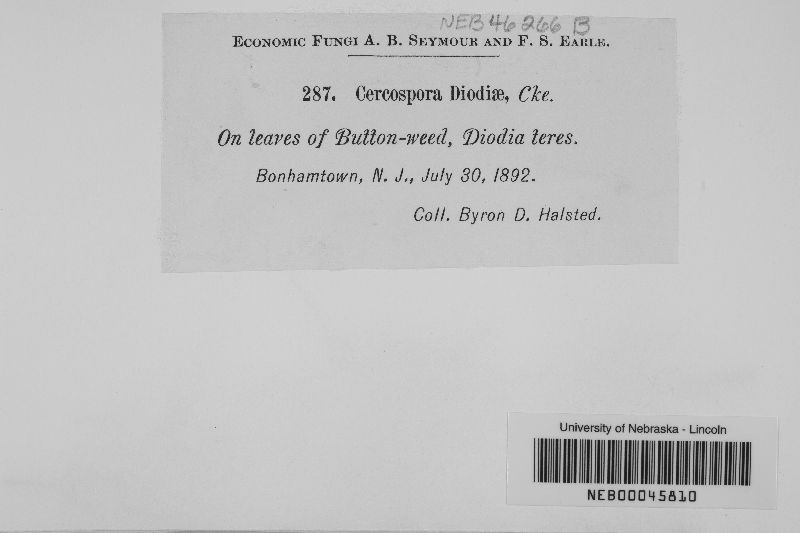 NEB 46266 B
Economic Fungi A. B. Seymour and F. S. Earle.
287. Cercospora Diodiæ, Cke.
On leaves of Button-weed, Diodia teres.
Bonhamtown, N. J., July 30, 1892.
Coll. Byron D. Halsted.
University of Nebraska - Lincoln
NEB00045810